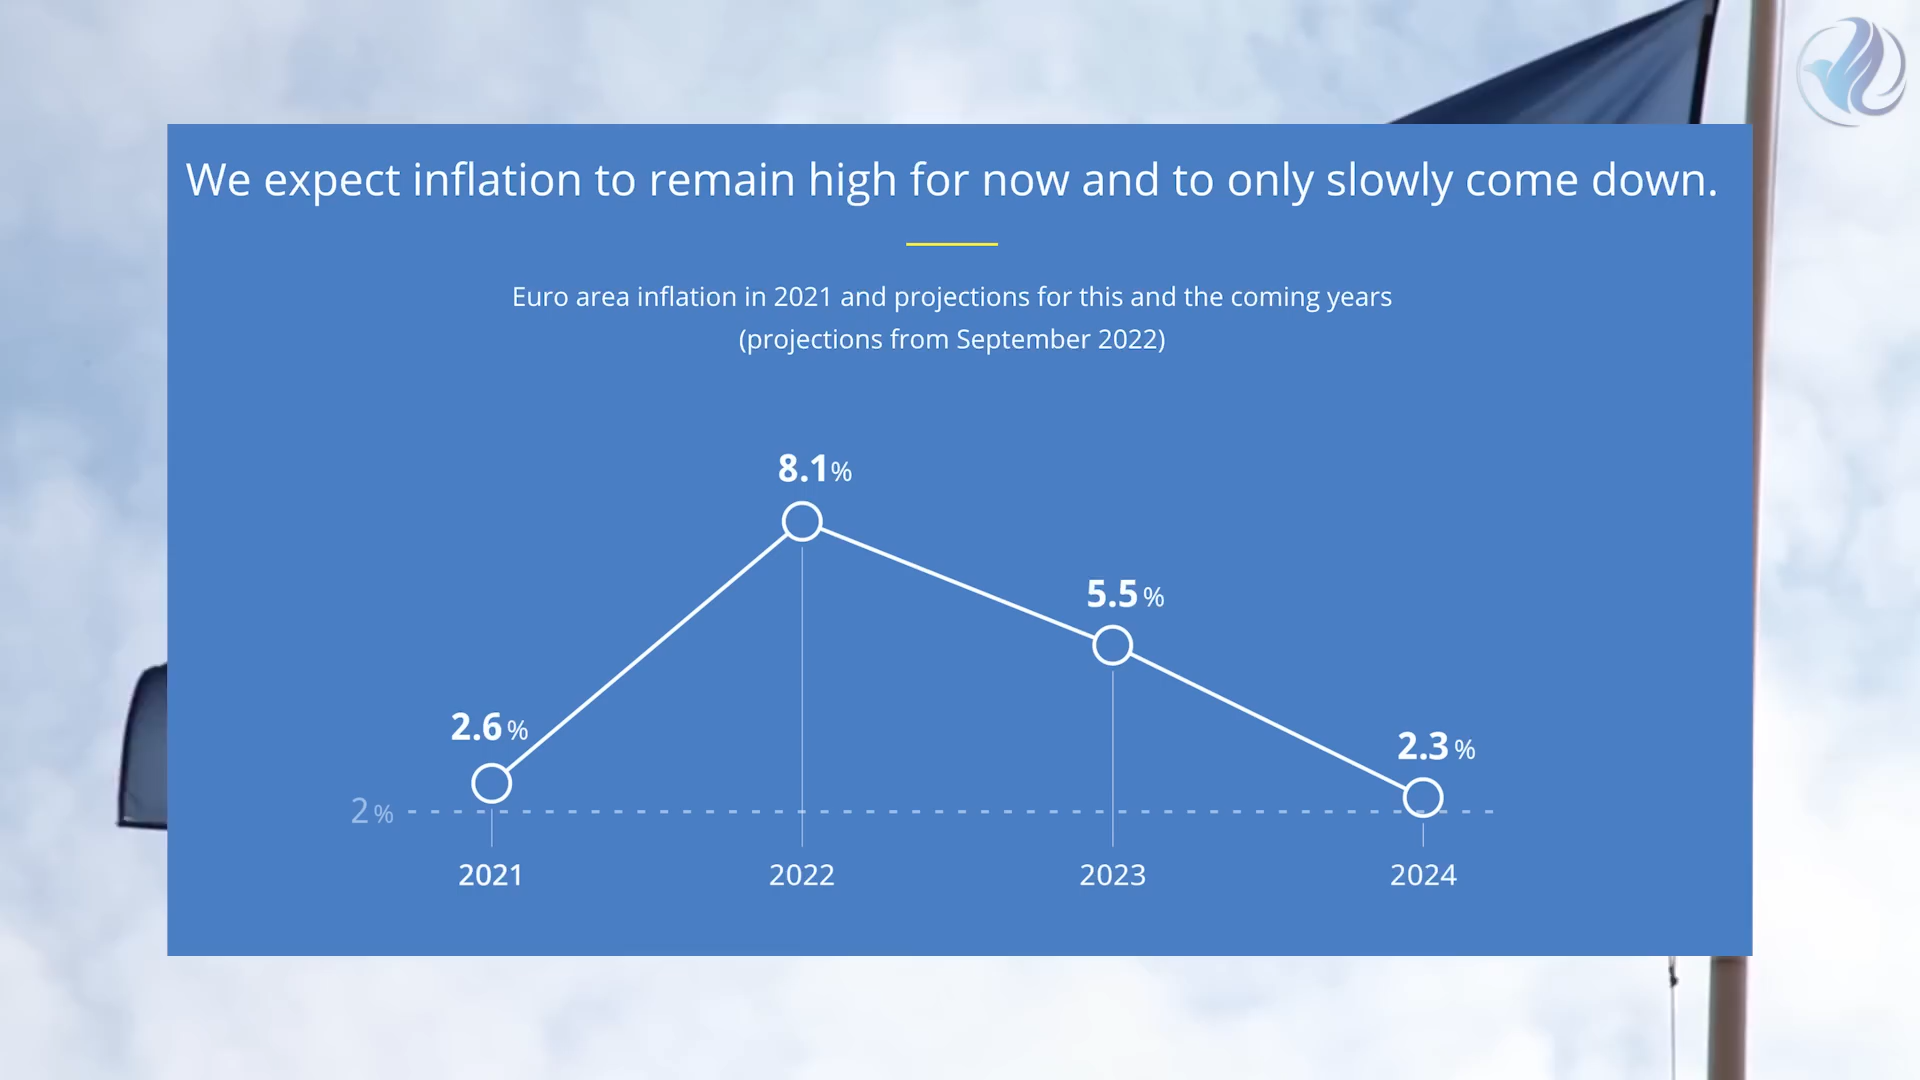 We expect inflation to remain high for now and to only slowly come down.
Euro area inflation in 2021 and projections for this and the coming years
(projections from September 2022)
8.1%
5.5%
2.6%
2.3%
2%
2021 2022 2023 2024